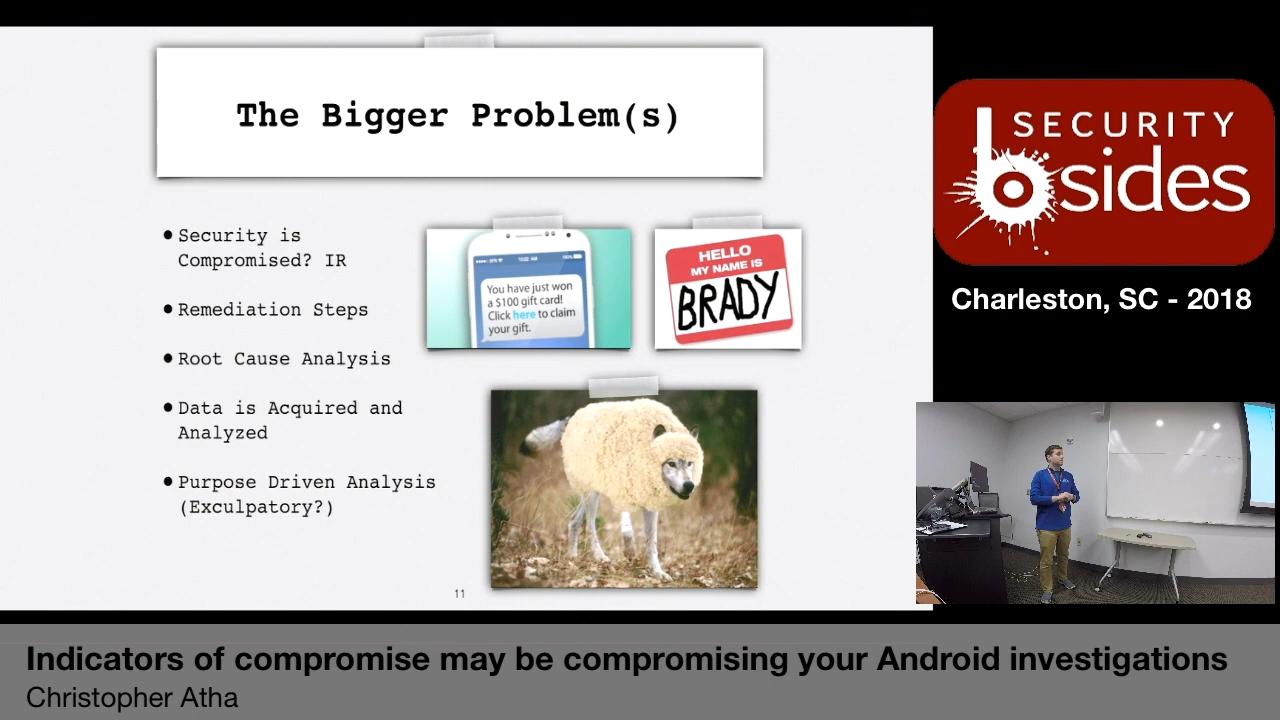 The Bigger Problem(s)
● Security is
Compromised? IR
● Remediation Steps
● Root Cause Analysis
● Data is Acquired and
Analyzed
● Purpose Driven Analysis
(Exculpatory?)
You have just won
a $100 gift card!
Click here to claim
your gift.
HELLO
MY NAME IS
BRADY
11
SECURITY
bsides
Charleston, SC - 2018
Indicators of compromise may be compromising your Android investigations
Christopher Atha